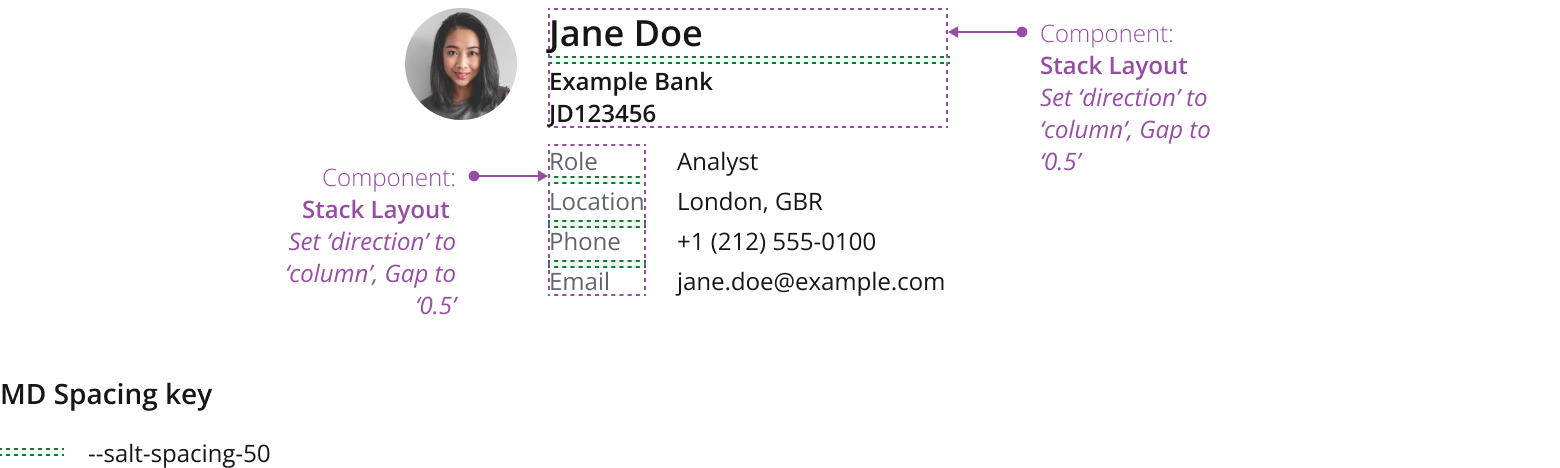 Jane Doe
Example Bank
JD123456
Component:
Stack Layout
Set ‘direction’ to
‘column’, Gap to
‘0.5’
Component:
Stack Layout
Set ‘direction’ to
‘column’, Gap to
‘0.5’
Role Analyst
Location London, GBR
Phone +1 (212) 555-0100
Email jane.doe@example.com
MD Spacing key
--salt-spacing-50